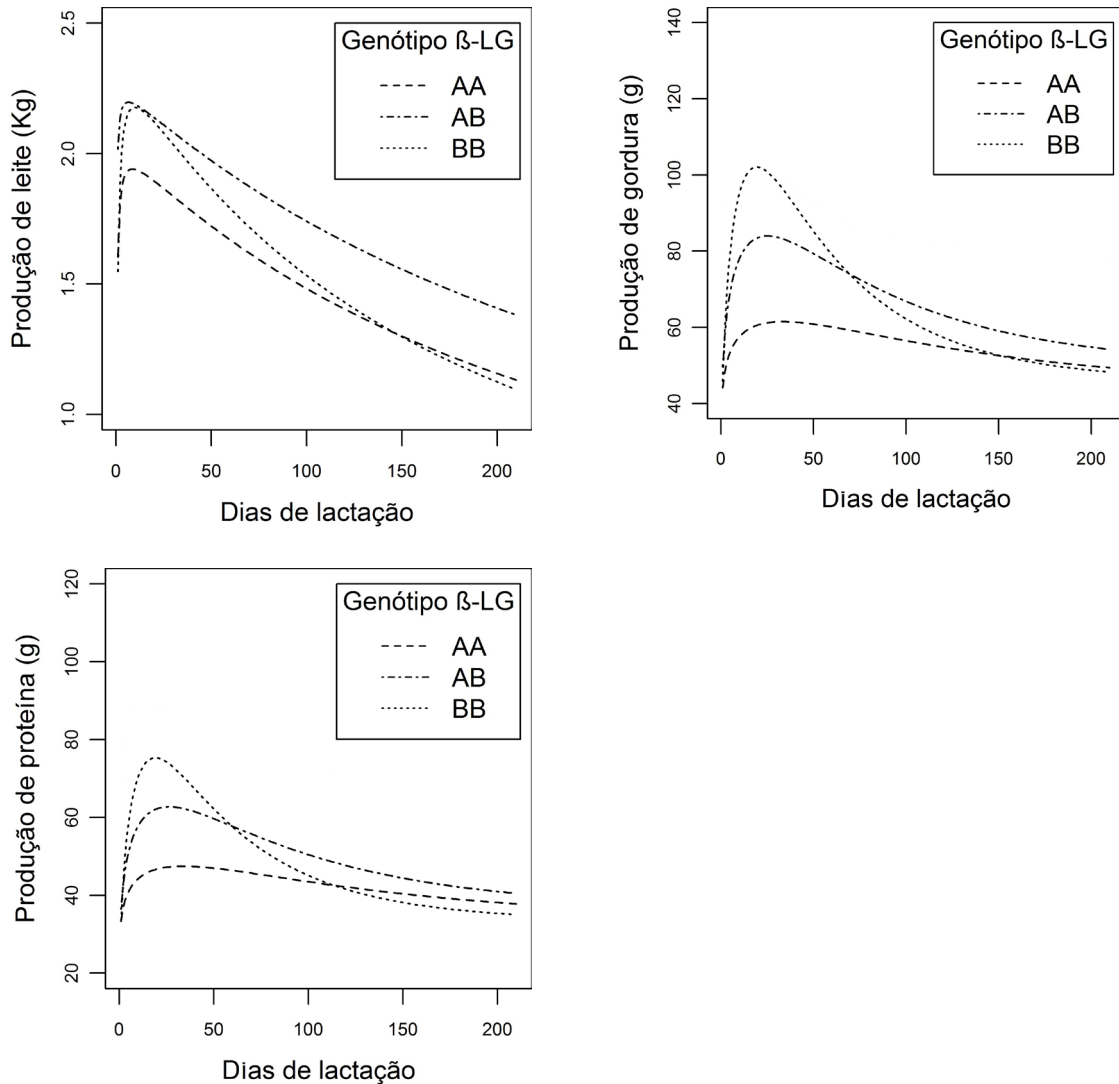 Produção de leite (Kg)
2.5
2.0
1.5
1.0
Genótipo ß-LG
AA
AB
BB
0 50 100 150 200
Dias de lactação
Produção de gordura (g)
140
120
100
80
60
40
Genótipo ß-LG
AA
AB
BB
0 50 100 150 200
Dias de lactação
Produção de proteína (g)
120
100
80
60
40
20
Genótipo ß-LG
AA
AB
BB
0 50 100 150 200
Dias de lactação